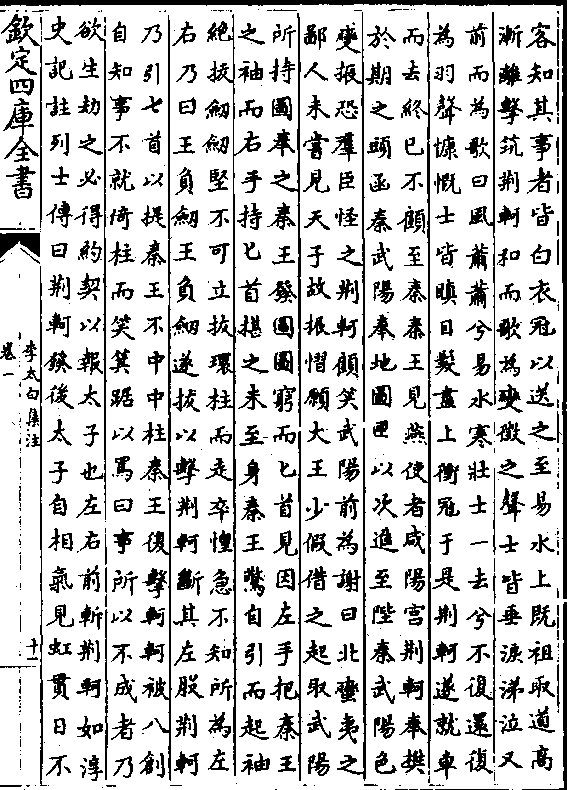 客知其事者皆白衣冠以送之至易水上既祖取道高
漸離擊筑荆軻和而歌為變徵之聲士皆垂淚涕泣又
前而為歌曰風蕭蕭兮易水寒壯士一去兮不復還復
為羽聲慷慨士皆瞋目髮盡上衝冠于是荆軻遂就車
而去終已不顧至秦秦王見燕使者咸陽宫荆軻奉樊
於期之頭函秦武陽奉地圖匣以次進至陛秦武陽色
變振恐羣臣怪之荆軻顧笑武陽前為謝曰北蠻夷之
鄙人未嘗見天子故振慴願大王少假借之起取武陽
所持圖奉之秦王發圖圖窮而匕首見因左手把秦王
之袖而右手持匕首揕之未至身秦王驚自引而起袖
絶拔劒劒堅不可立拔環柱而走卒惶急不知所為左
右乃曰王負劒王負劒遂拔以擊荆軻斷其左股荆軻
乃引匕首以提秦王不中中柱秦王復擊軻軻被八創
自知事不就倚柱而笑箕踞以罵曰事所以不成者乃
欲生劫之必得約契以報太子也左右前斬荆軻如淳
史記註列士傳曰荆軻發後太子自相氣見虹貫日不
欽定四庫全書
李太白集注
卷一
十一